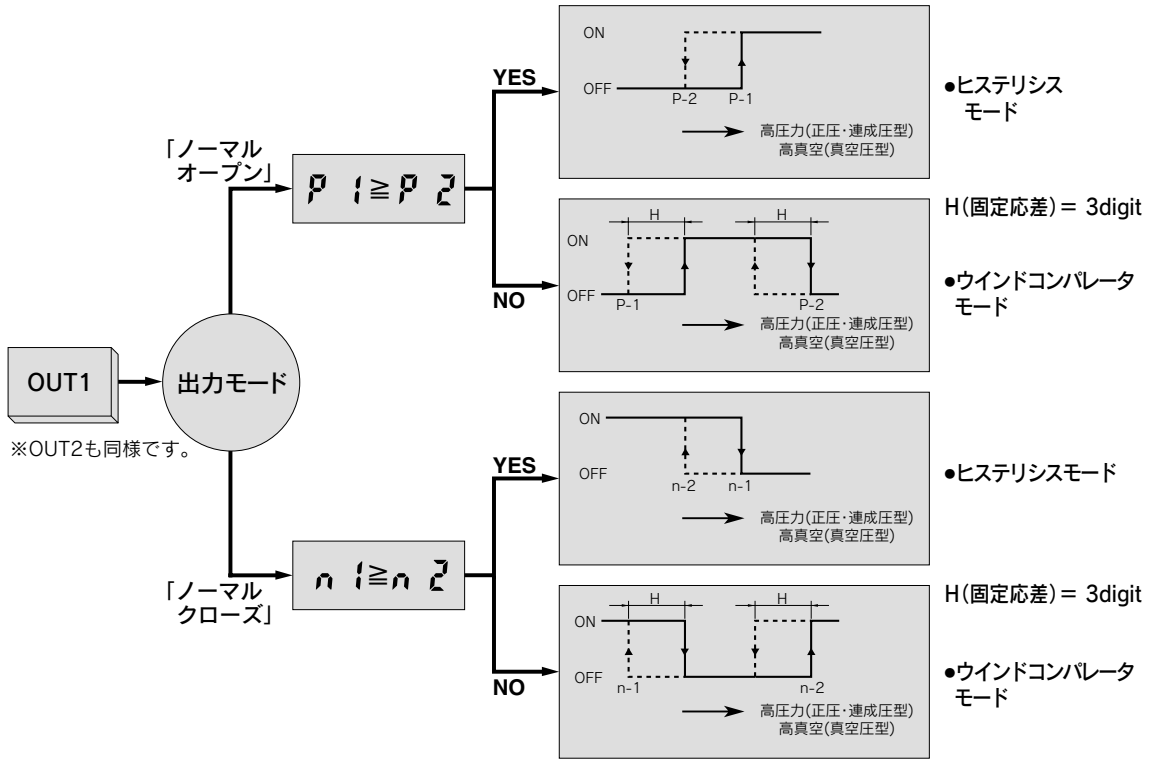 OUT1
※OUT2も同様です。
出力モード
「ノーマル
オープン」
P 1≧P 2
YES
NO
ON
OFF
P-2 P-1
高圧力(正圧・連成圧型)
高真空(真空圧型)
●ヒステリシス
モード
H(固定応差)= 3digit
H H
ON
OFF
P-1 P-2
高圧力(正圧・連成圧型)
高真空(真空圧型)
●ウインドコンパレータ
モード
「ノーマル
クローズ」
n 1≧n 2
YES
NO
ON
OFF
n-2 n-1
高圧力(正圧・連成圧型)
高真空(真空圧型)
●ヒステリシスモード
H(固定応差)= 3digit
H H
ON
OFF
n-1 n-2
高圧力(正圧・連成圧型)
高真空(真空圧型)
●ウインドコンパレータ
モード